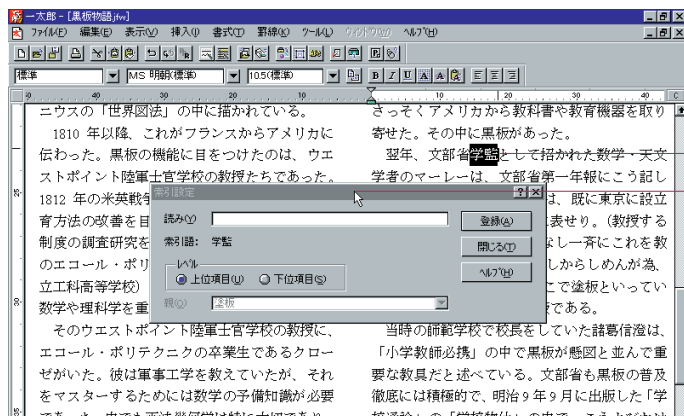 一太郎 - [黒板物語.jfw]
ファイル(F) 編集(E) 表示(V) 挿入(I) 書式(T) 罫線(K) ツール(L) ウィンドウ(W) ヘルプ(H)
標準 MS 明朝(標準) 10.5(標準) B I U A A
ニウスの「世界図法」の中に描かれている。
1810 年以降、これがフランスからアメリカに
伝わった。黒板の機能に目をつけたのは、ウエ
ストポイント陸軍士官学校の教授たちであった。
1812 年の米英戦争
育方法の改善を目
制度の調査研究を
のエコール・ポリ
立工科高等学校)
数学や理科学を重
そのウエストポイント陸軍士官学校の教授に、
エコール・ポリテクニクの卒業生であるクロー
ゼがいた。彼は軍事工学を教えていたが、それ
をマスターするためには数学の予備知識が必要
さっそくアメリカから教科書や教育機器を取り
寄せた。その中に黒板があった。
翌年、文部省学監として招かれた数学・天文
学者のマーレーは、文部省第一年報にこう記し
は、既に東京に設立
表せり。(教授する
なし一斉にこれを教
しからしめんが為、
こで塗板といってい
である。
当時の師範学校で校長をしていた諸葛信澄は、
「小学教師必携」の中で黒板が懸図と並んで重
要な教具だと述べている。文部省も黒板の普及
徹底には積極的で、明治 9 年 9 月に出版した「学
索引設定
読み(Y)
登録(A)
索引語: 学監
閉じる(T)
レベル
上位項目(U) 下位項目(S)
ヘルプ(H)
親(O) 塗板